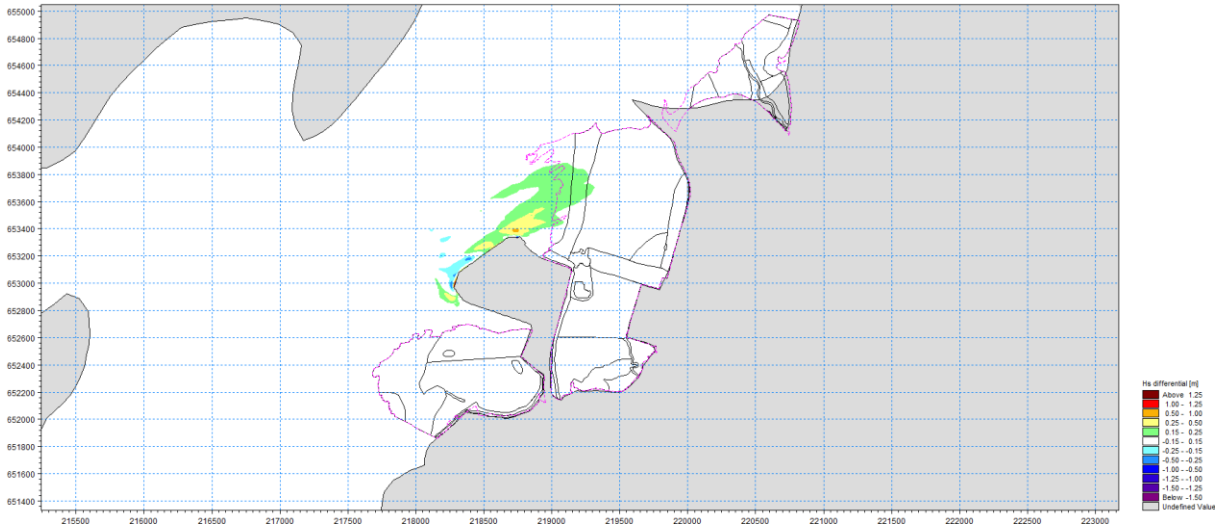 655000
654800
654600
654400
654200
654000
653800
653600
653400
653200
653000
652800
652600
652400
652200
652000
651800
651600
651400
215500 216000 216500 217000 217500 218000 218500 219000 219500 220000 220500 221000 221500 222000 222500 223000
Hs differential [m]
Above 1.25
1.00 - 1.25
0.50 - 1.00
0.25 - 0.50
0.15 - 0.25
-0.15 - 0.15
-0.25 - -0.15
-0.50 - -0.25
-1.00 - -0.50
-1.25 - -1.00
-1.50 - -1.25
Below -1.50
Undefined Value